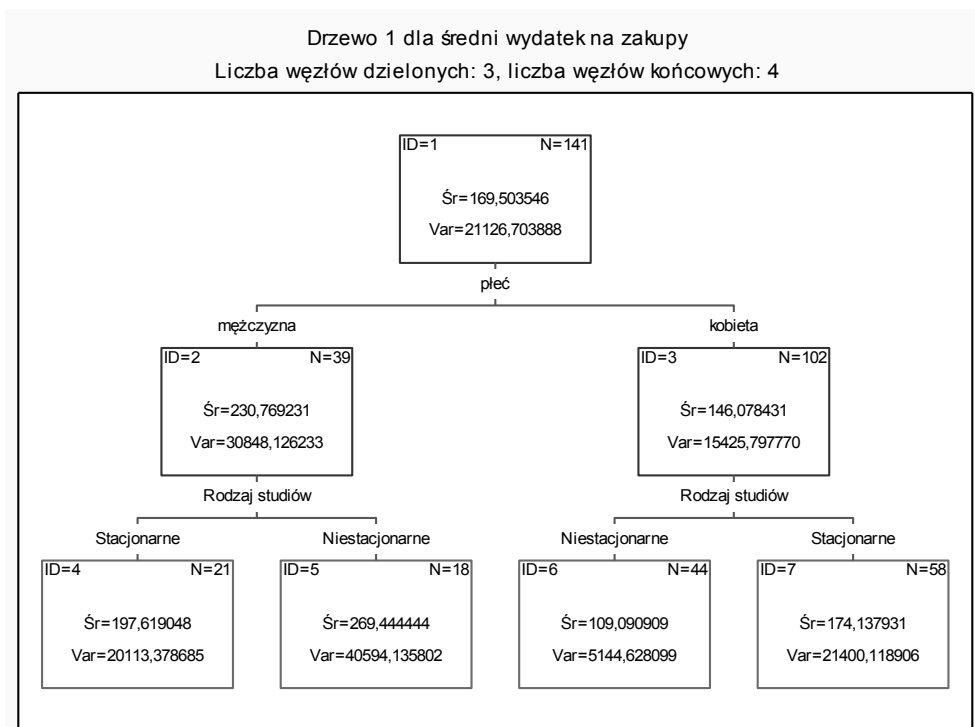 Drzewo 1 dla średni wydatek na zakupy
Liczba węzłów dzielonych: 3, liczba węzłów końcowych: 4
ID=1 N=141
Śr=169,503546
Var=21126,703888
płeć
mężczyzna kobieta
ID=2 N=39 ID=3 N=102
Śr=230,769231 Śr=146,078431
Var=30848,126233 Var=15425,797770
Rodzaj studiów Rodzaj studiów
Stacjonarne Niestacjonarne Niestacjonarne Stacjonarne
ID=4 N=21 ID=5 N=18 ID=6 N=44 ID=7 N=58
Śr=197,619048 Śr=269,444444 Śr=109,090909 Śr=174,137931
Var=20113,378685 Var=40594,135802 Var=5144,628099 Var=21400,118906